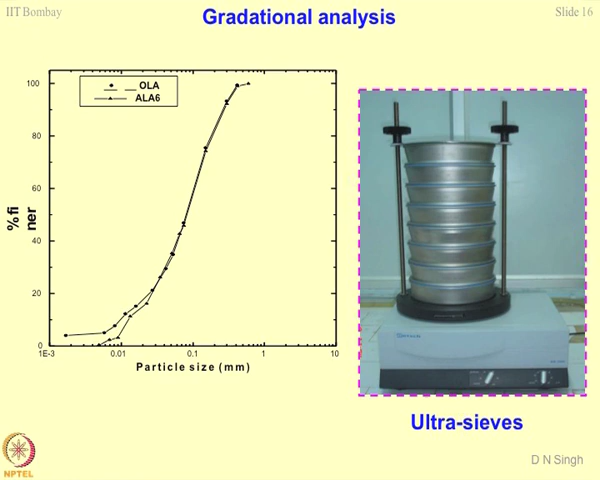 IIT Bombay
Slide 16
Gradational analysis
OLA
ALA6
100
80
60
40
20
0
% fi
ner
1E-3 0.01 0.1 1 10
Particle size (mm)
Ultra-sieves
D N Singh
NPTEL